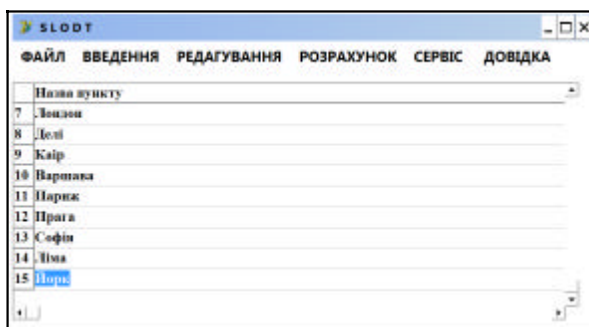 SLODT
ФАЙЛ ВВЕДЕННЯ РЕДАГУВАННЯ РОЗРАХУНОК СЕРВІС ДОВІДКА
Назва пункту
7 Лондон
8 Делі
9 Каїр
10 Варшава
11 Париж
12 Прага
13 Софія
14 Ліма
15 Йорк